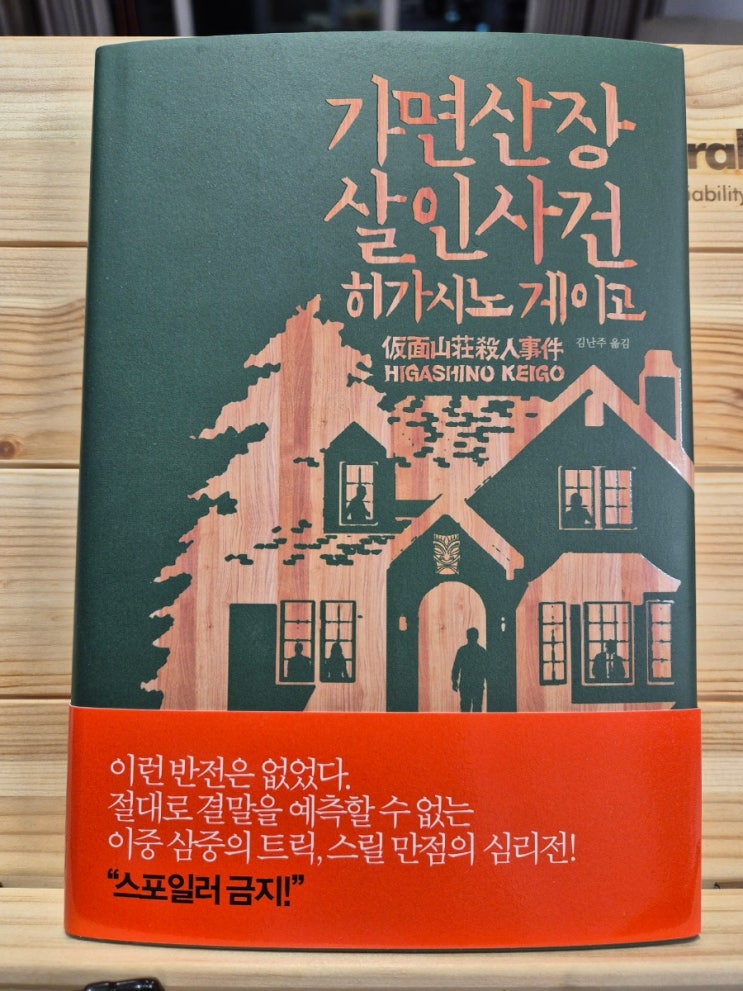 가면산장
살인사건
히가시노 게이고
仮面山荘殺人事件
김난주 옮김
HIGASHINO KEIGO
이런 반전은 없었다.
절대로 결말을 예측할 수 없는
이중 삼중의 트릭, 스릴 만점의 심리전!
“스포일러 금지!”